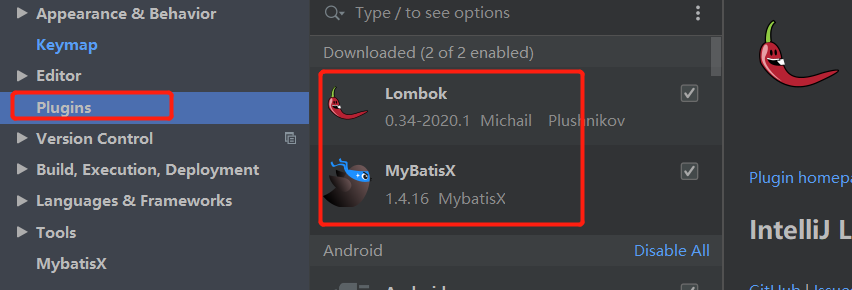 Appearance & Behavior
Keymap
Editor
Plugins
Version Control
Build, Execution, Deployment
Languages & Frameworks
Tools
MybatisX
Type / to see options
Downloaded (2 of 2 enabled)
Lombok
0.34-2020.1 Michail Plushnikov
MyBatisX
1.4.16 MybatisX
Android Disable All
Plugin homepa
IntelliJ L